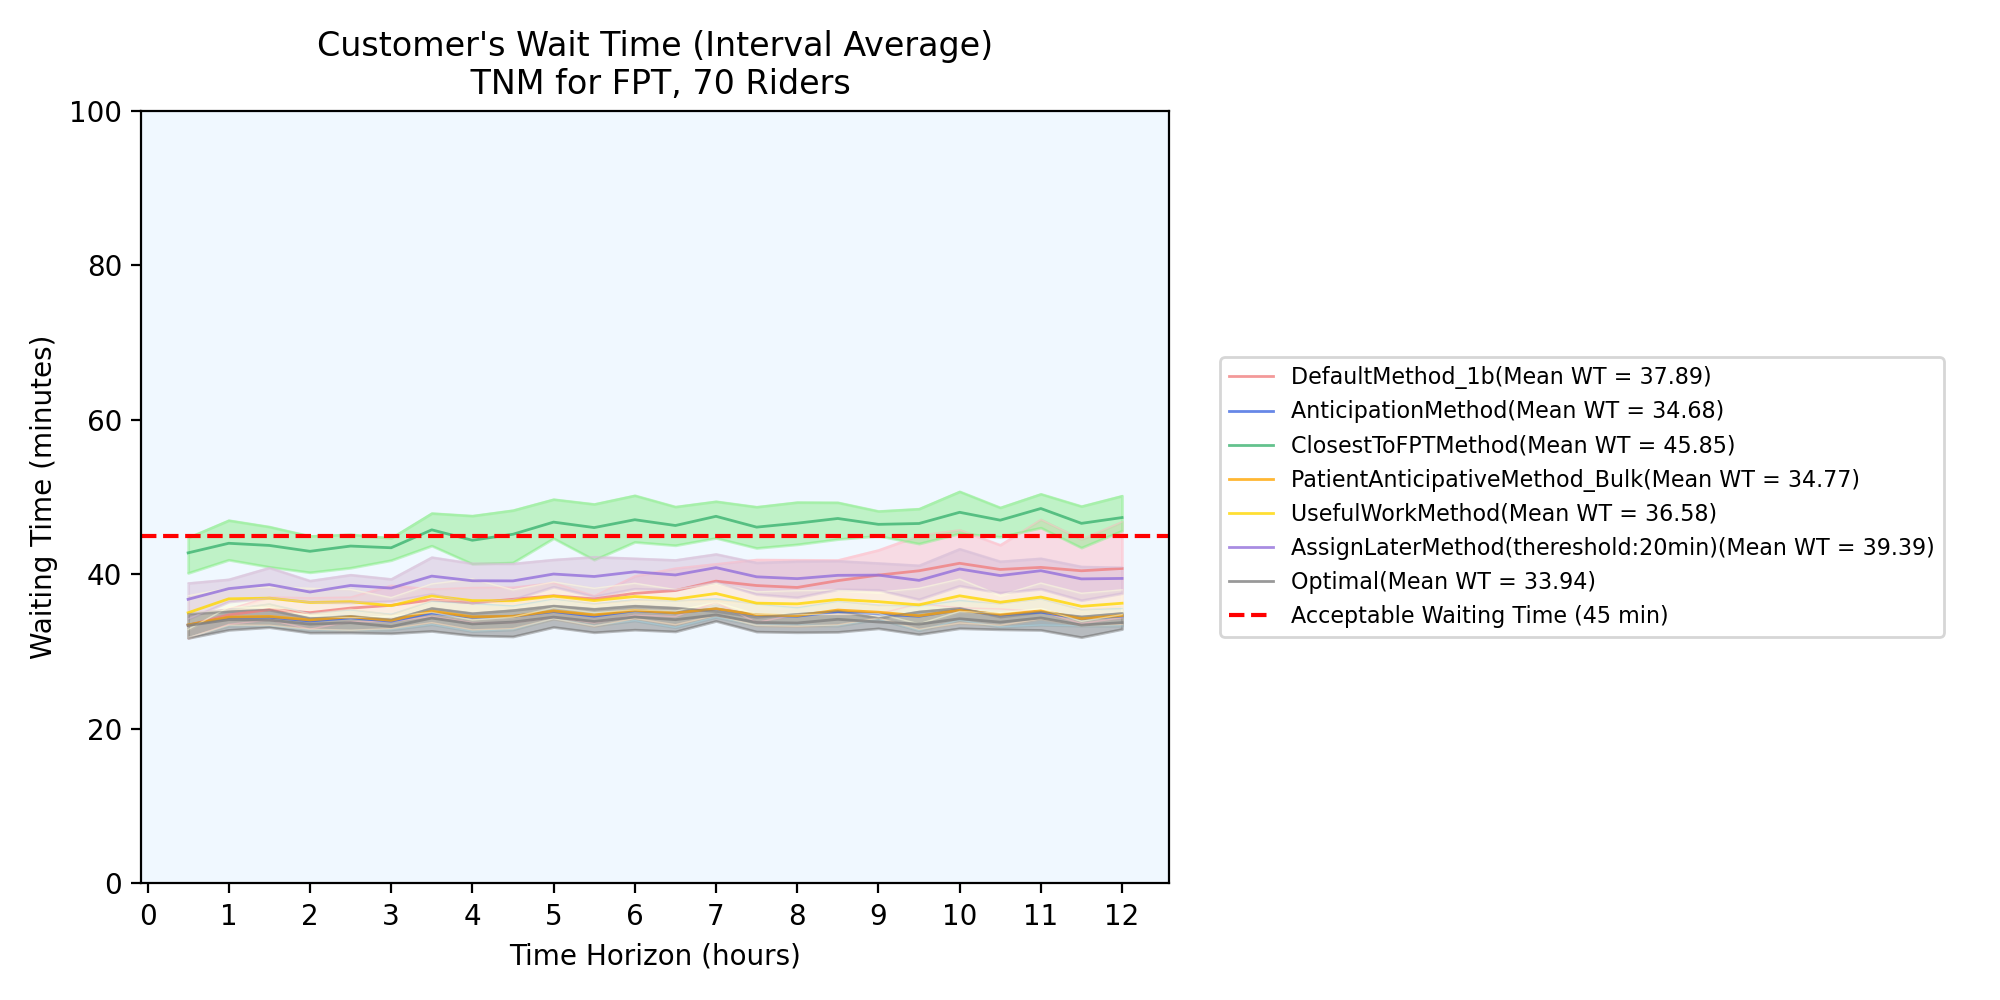 Customer's Wait Time (Interval Average)
TNM for FPT, 70 Riders
Waiting Time (minutes)
100
80
60
40
20
0
0 1 2 3 4 5 6 7 8 9 10 11 12
Time Horizon (hours)
DefaultMethod_1b(Mean WT = 37.89)
AnticipationMethod(Mean WT = 34.68)
ClosestToFPTMethod(Mean WT = 45.85)
PatientAnticipativeMethod_Bulk(Mean WT = 34.77)
UsefulWorkMethod(Mean WT = 36.58)
AssignLaterMethod(thereshold:20min)(Mean WT = 39.39)
Optimal(Mean WT = 33.94)
Acceptable Waiting Time (45 min)